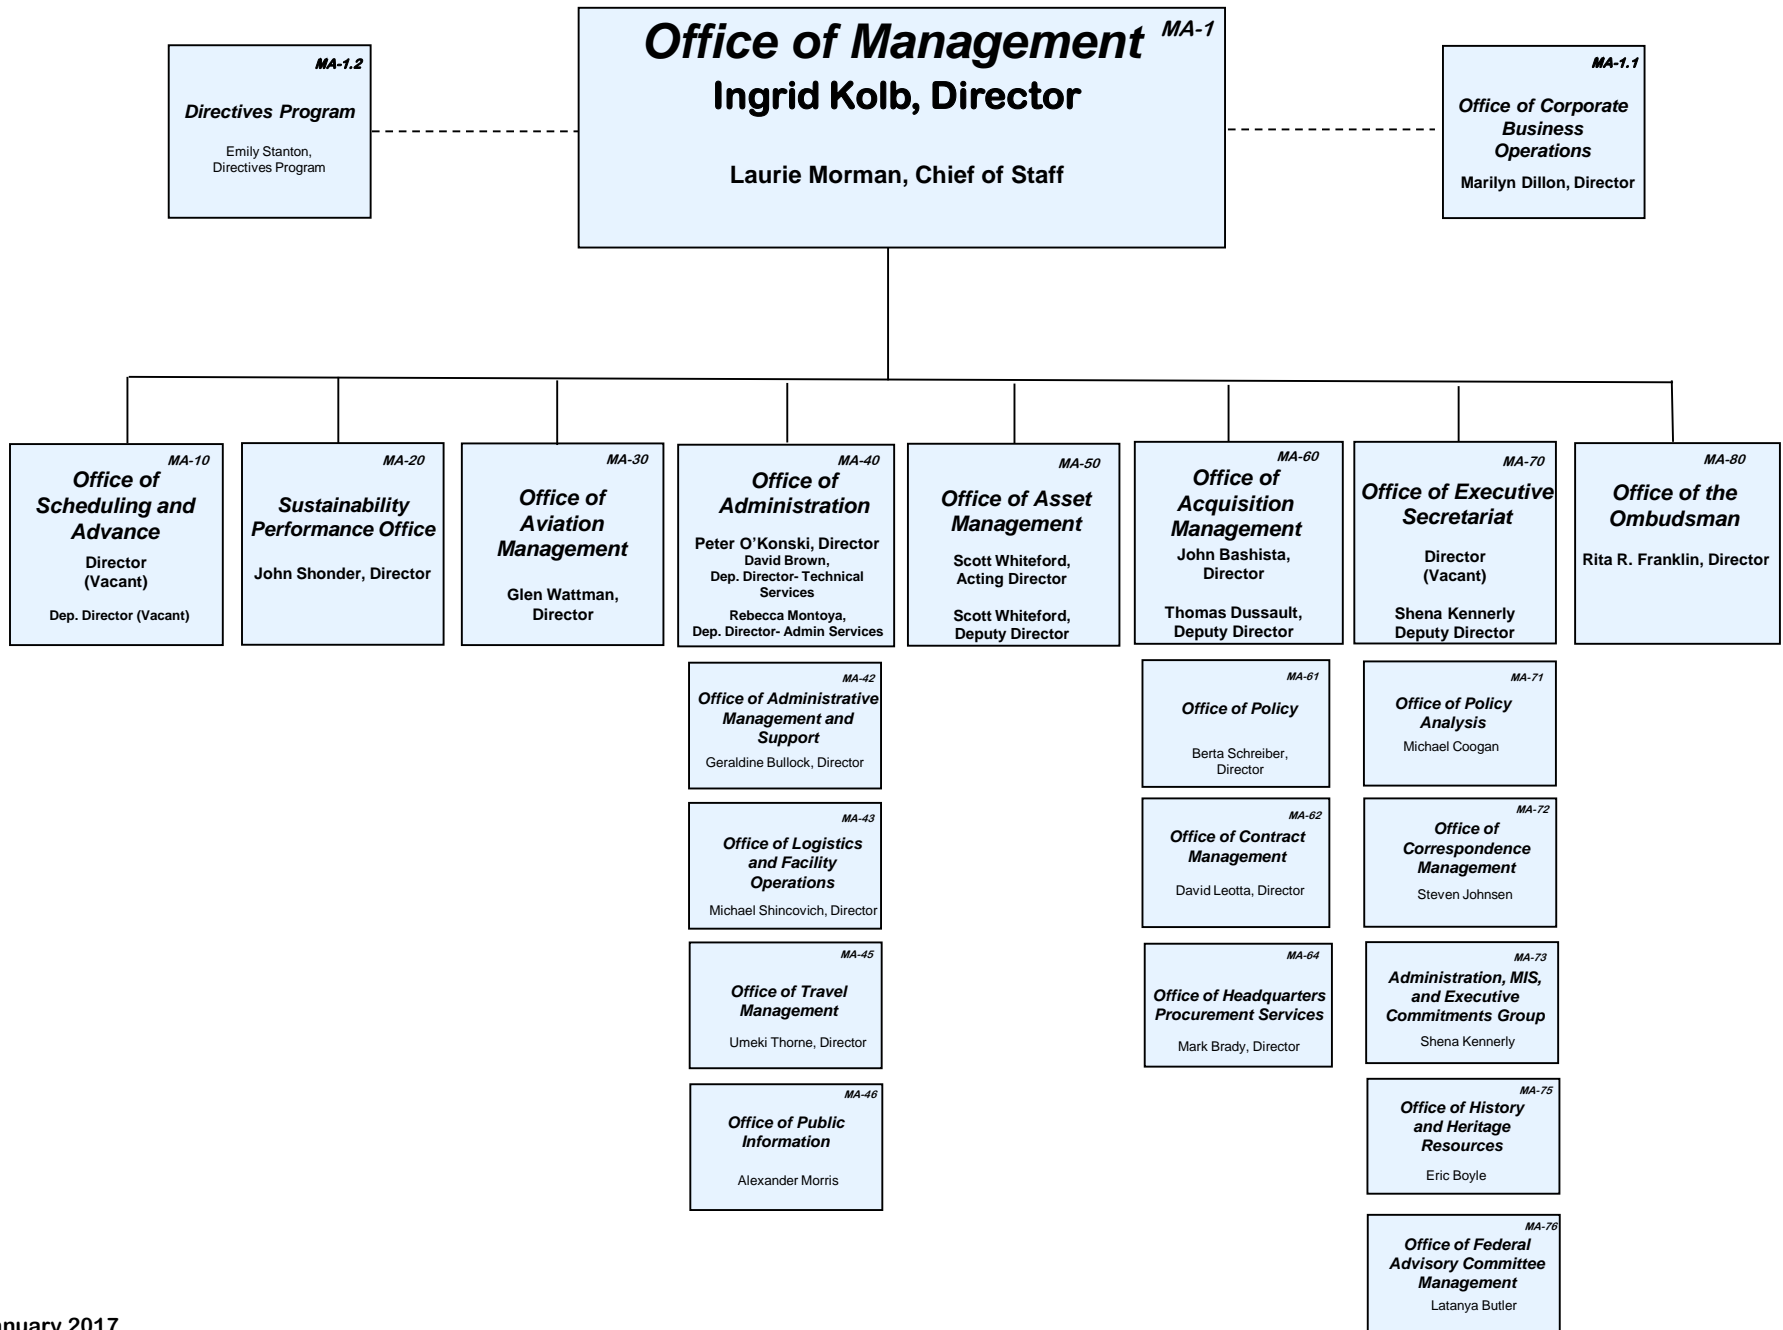 MA-1
Office of Management
Ingrid Kolb, Director
Laurie Morman, Chief of Staff
MA-1.2
Directives Program
Emily Stanton,
Directives Program
MA-1.1
Office of Corporate
Business
Operations
Marilyn Dillon, Director
MA-10
Office of
Scheduling and
Advance
Director
(Vacant)
Dep. Director (Vacant)
MA-20
Sustainability
Performance Office
John Shonder, Director
MA-30
Office of
Aviation
Management
Glen Wattman,
Director
MA-40
Office of
Administration
Peter O'Konski, Director
David Brown,
Dep. Director- Technical
Services
Rebecca Montoya,
Dep. Director- Admin Services
MA-50
Office of Asset
Management
Scott Whiteford,
Acting Director
Scott Whiteford,
Deputy Director
MA-60
Office of
Acquisition
Management
John Bashista,
Director
Thomas Dussault,
Deputy Director
MA-70
Office of Executive
Secretariat
Director
(Vacant)
Shena Kennerly
Deputy Director
MA-80
Office of the
Ombudsman
Rita R. Franklin, Director
MA-42
Office of Administrative
Management and
Support
Geraldine Bullock, Director
MA-43
Office of Logistics
and Facility
Operations
Michael Shincovich, Director
MA-45
Office of Travel
Management
Umeki Thorne, Director
MA-46
Office of Public
Information
Alexander Morris
MA-61
Office of Policy
Berta Schreiber,
Director
MA-62
Office of Contract
Management
David Leotta, Director
MA-64
Office of Headquarters
Procurement Services
Mark Brady, Director
MA-71
Office of Policy
Analysis
Michael Coogan
MA-72
Office of
Correspondence
Management
Steven Johnsen
MA-73
Administration, MIS,
and Executive
Commitments Group
Shena Kennerly
MA-75
Office of History
and Heritage
Resources
Eric Boyle
MA-76
Office of Federal
Advisory Committee
Management
Latanya Butler
2017